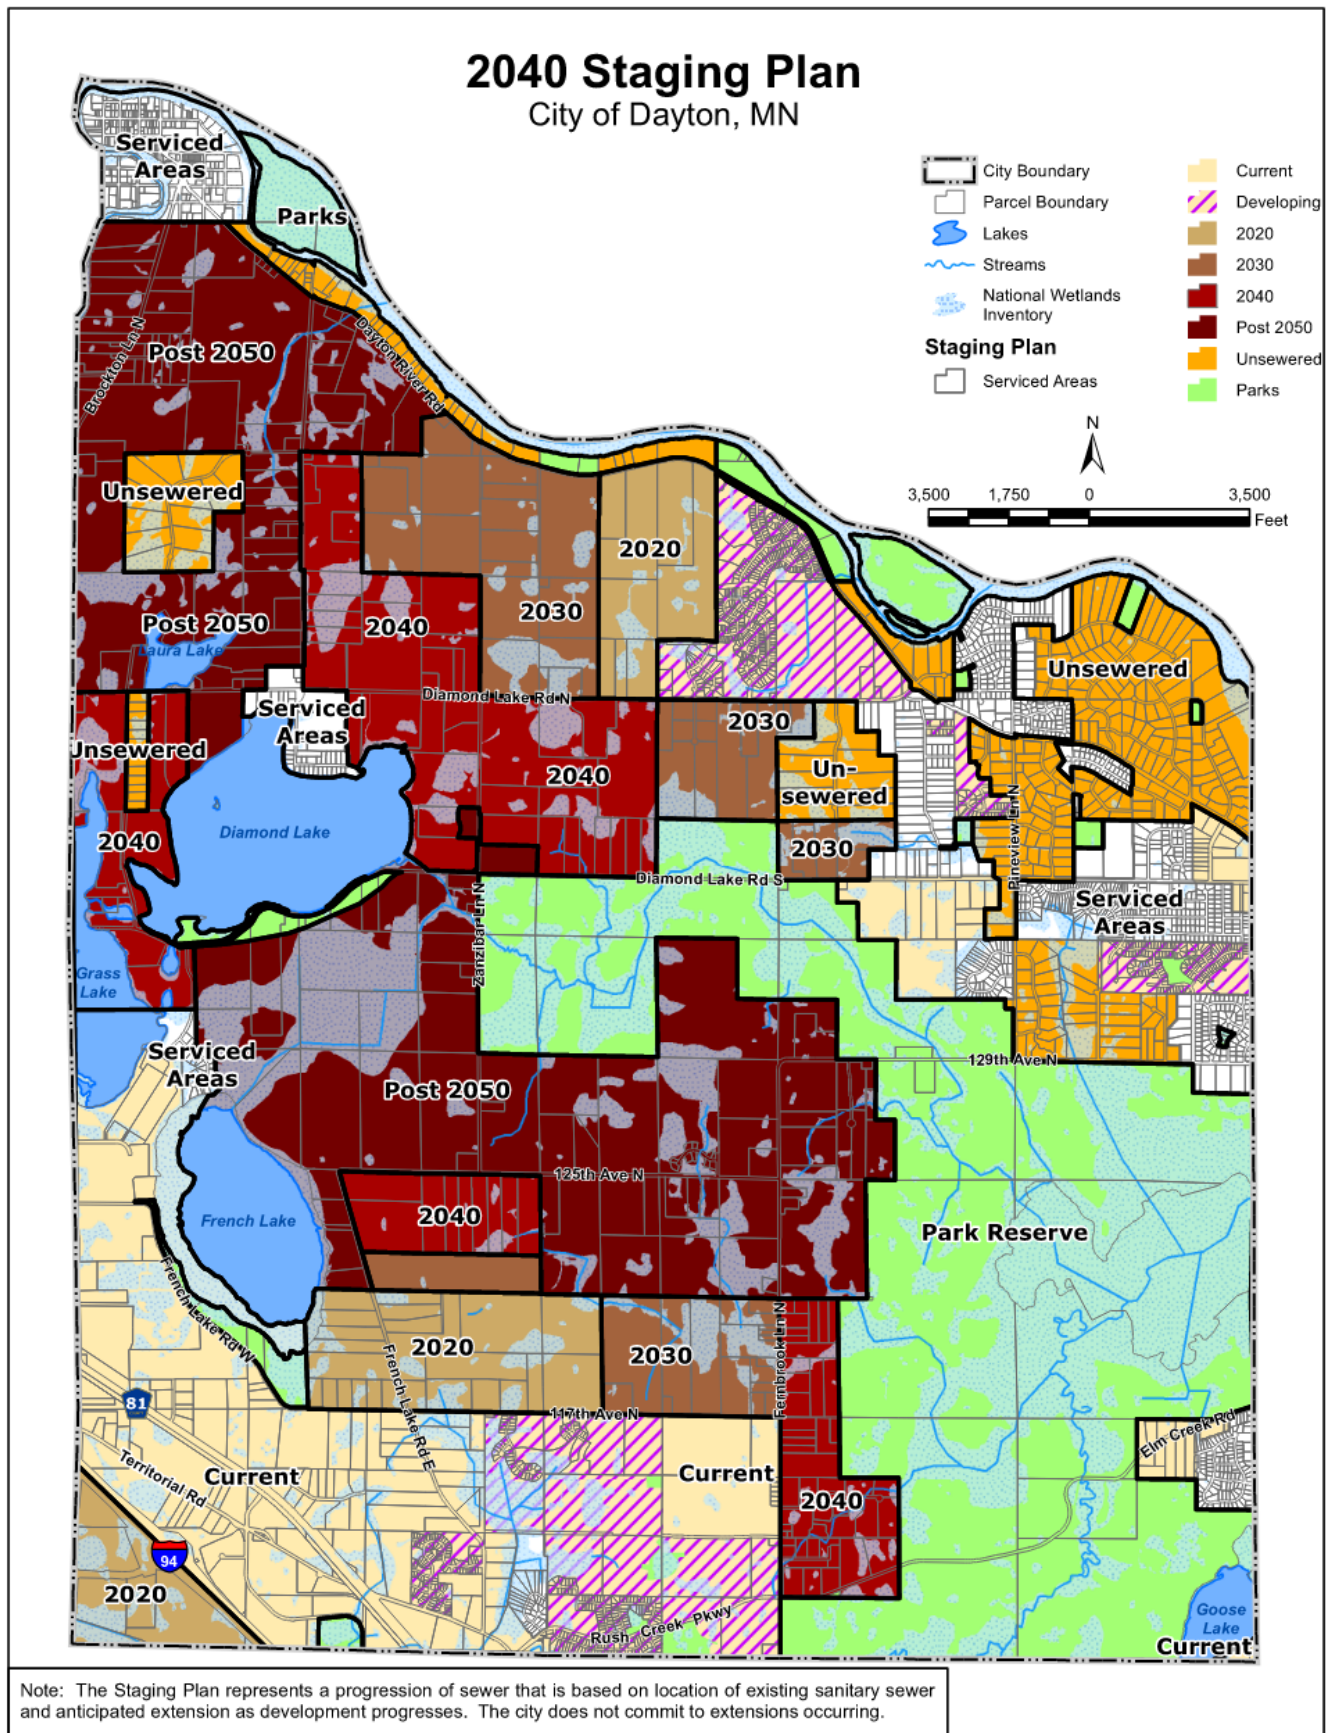 2040 Staging Plan
City of Dayton, MN
City Boundary
Parcel Boundary
Lakes
Streams
National Wetlands
Inventory
Staging Plan
Serviced Areas
Current
Developing
2020
2030
2040
Post 2050
Unsewered
Parks
N
3,500 1,750 0 3,500
Feet
Serviced
Areas
Parks
Brockton Ln N
Post 2050
Dayton River Rd
Unsewered
2020
2030
Post 2050
2040
Laura Lake
Unsewered
Diamond Lake Rd N
Serviced
Areas
2030
Unsewered
2040
Un-
sewered
Diamond Lake
2040
2030
Pineview Ln N
Diamond Lake Rd S
Serviced
Areas
Zanzibar Ln N
Grass
Lake
Serviced
Areas
129th Ave N
Post 2050
125th Ave N
2040
French Lake
Park Reserve
French Lake Rd W
2020
2030
Fernbrook Ln N
81
French Lake Rd E
117th Ave N
Elm Creek Rd
Territorial Rd
Current
Current
2040
94
2020
Rush Creek Pkwy
Goose
Lake
Current
Note: The Staging Plan represents a progression of sewer that is based on location of existing sanitary sewer
and anticipated extension as development progresses. The city does not commit to extensions occurring.